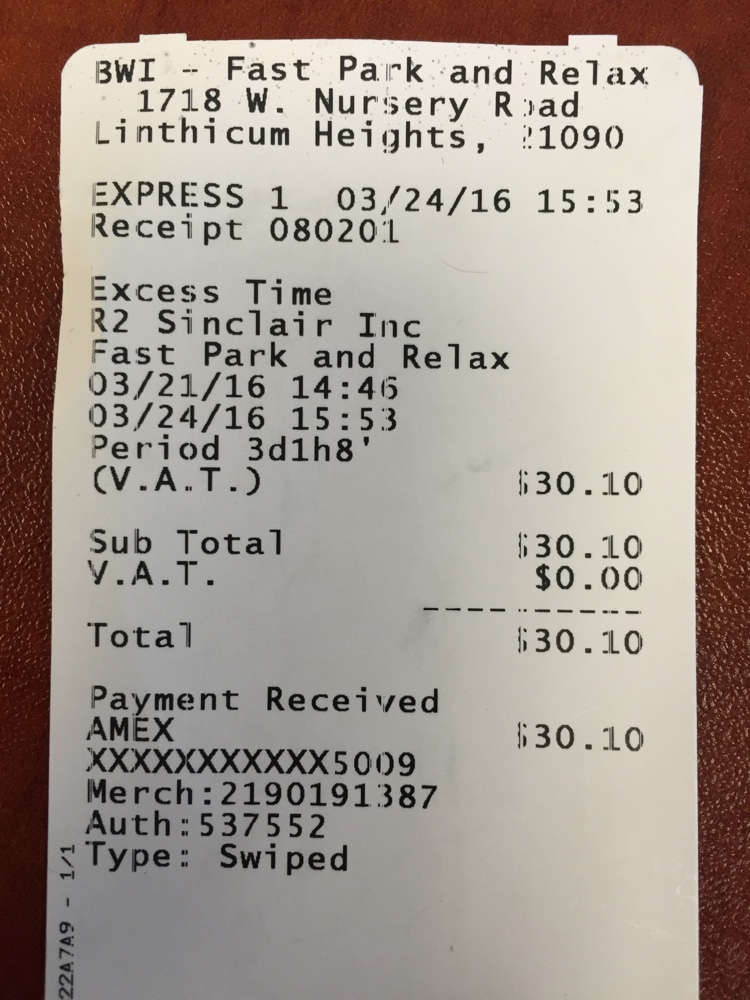 BWI - Fast Park and Relax
1718 W. Nursery Road
Linthicum Heights, 21090
EXPRESS 1 03/24/16 15:53
Receipt 080201
Excess Time
R2 Sinclair Inc
Fast Park and Relax
03/21/16 14:46
03/24/16 15:53
Period 3d1h8'
(V.A.T.) $30.10
Sub Total $30.10
V.A.T. $0.00
---------------
Total $30.10
Payment Received
AMEX $30.10
XXXXXXXXXXX5009
Merch:2190191387
Auth:537552
Type: Swiped
22A7A9 - 1/1